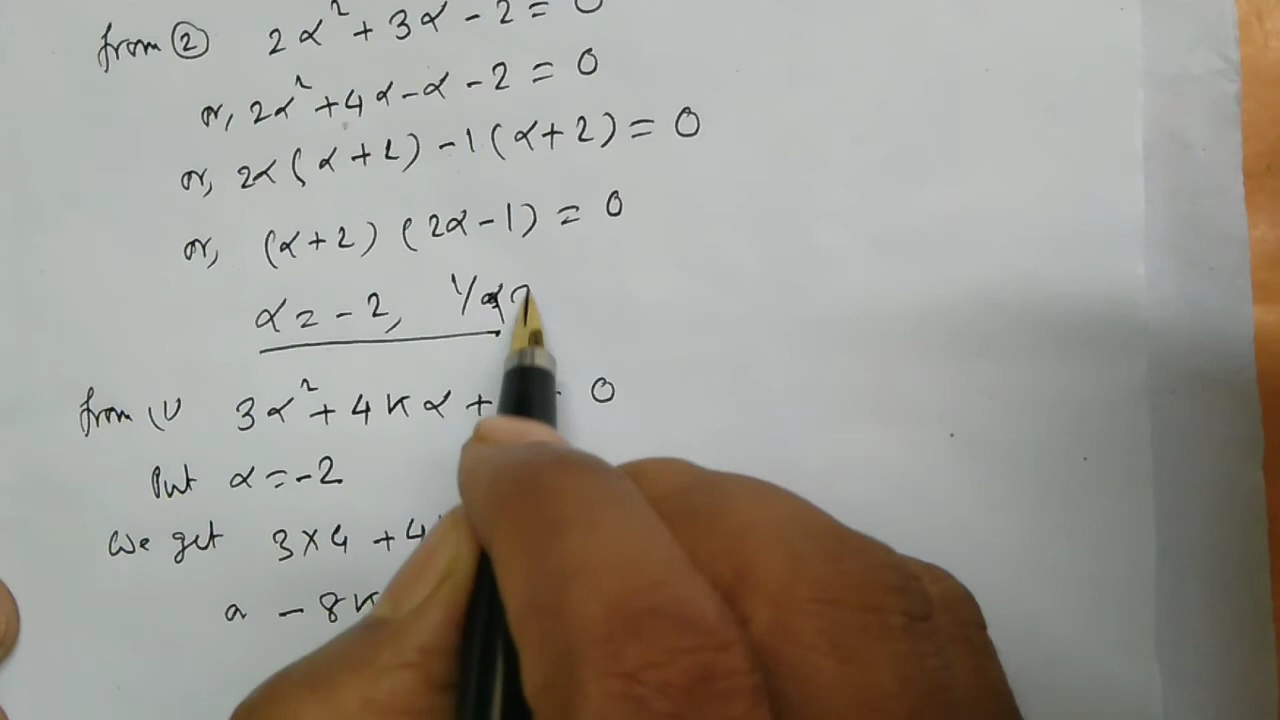 from ② 2α² + 3α - 2 = 0
or, 2α² + 4α - α - 2 = 0
or, 2α(α + 2) - 1(α + 2) = 0
or, (α + 2) (2α - 1) = 0
α = - 2, 1/
from (1) 3α² + 4kα + 0
Put α = -2
We get 3 × 4 + 4
- 8k